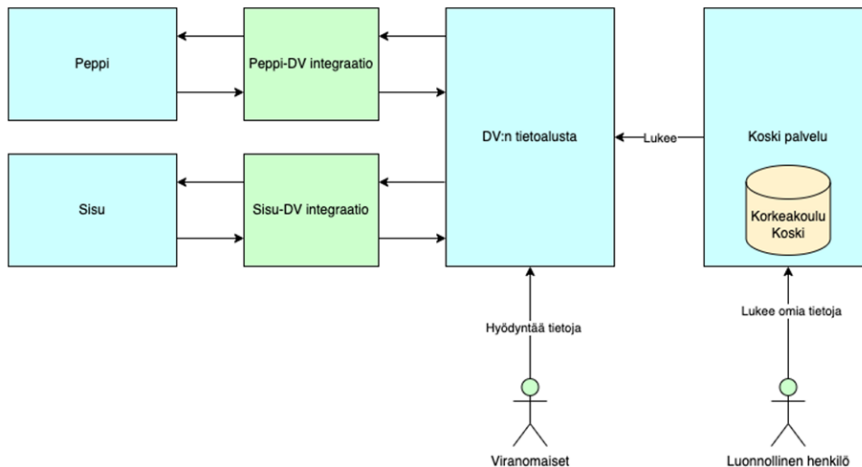 Peppi
Peppi-DV integraatio
DV:n tietoalusta
Lukee
Koski palvelu
Sisu
Sisu-DV integraatio
Korkeakoulu
Koski
Hyödyntää tietoja
Lukee omia tietoja
Viranomaiset
Luonnollinen henkilö